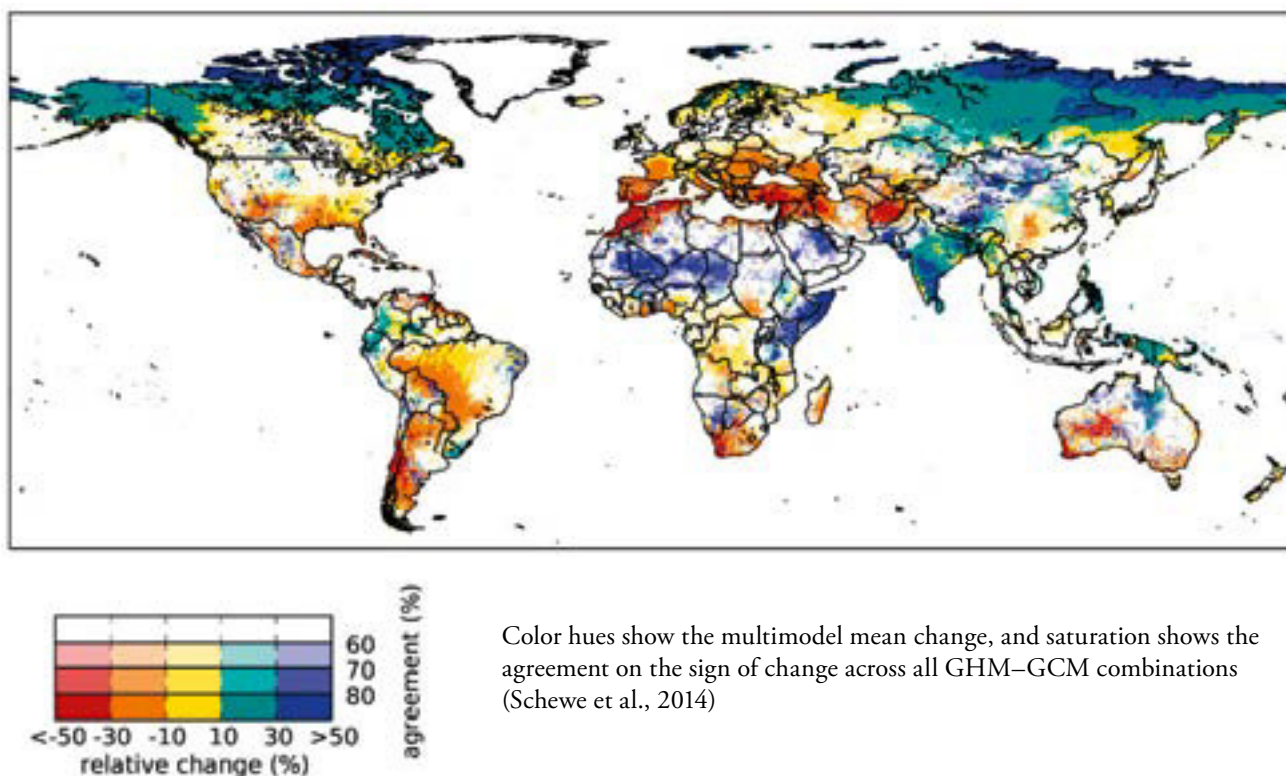 60
70
80
agreement (%)
<-50 -30 -10 10 30 >50
relative change (%)
Color hues show the multimodel mean change, and saturation shows the
agreement on the sign of change across all GHM–GCM combinations
(Schewe et al., 2014)